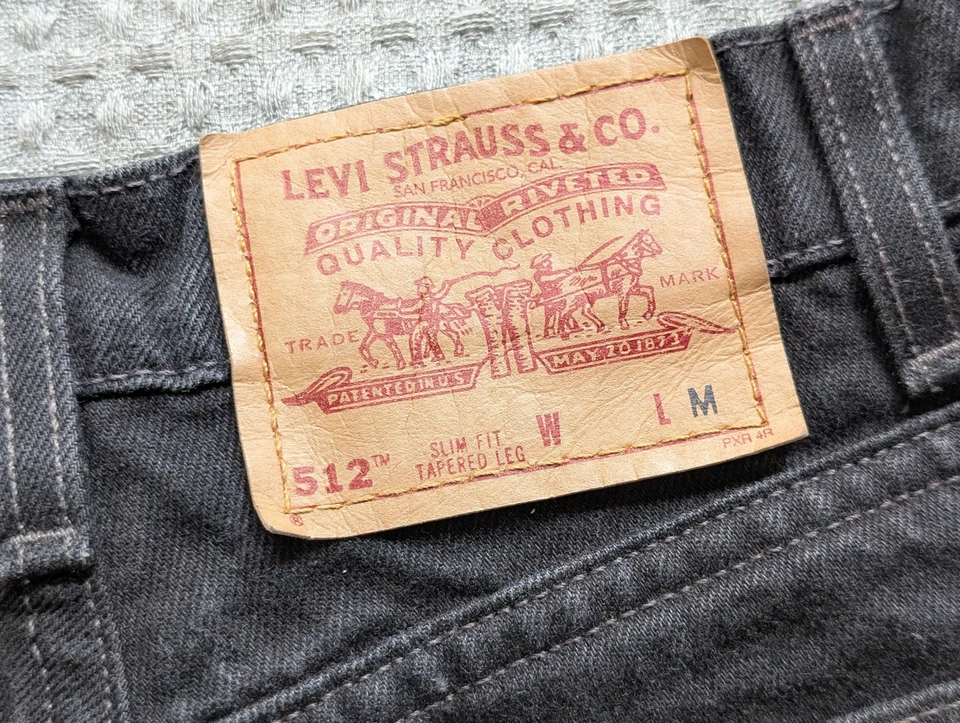 LEVI STRAUSS & CO.
SAN FRANCISCO, CAL.
ORIGINAL RIVETED
QUALITY CLOTHING
TRADE MARK
PATENTED IN U.S. MAY 20 1873
512™ SLIM FIT W L M
TAPERED LEG
PXR 4R
®